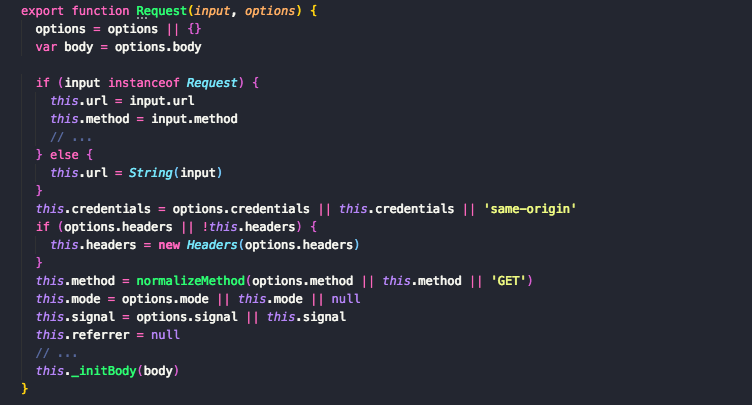 export function Request(input, options) {
  options = options || {}
  var body = options.body

  if (input instanceof Request) {
    this.url = input.url
    this.method = input.method
    // ...
  } else {
    this.url = String(input)
  }
  this.credentials = options.credentials || this.credentials || 'same-origin'
  if (options.headers || !this.headers) {
    this.headers = new Headers(options.headers)
  }
  this.method = normalizeMethod(options.method || this.method || 'GET')
  this.mode = options.mode || this.mode || null
  this.signal = options.signal || this.signal
  this.referrer = null
  // ...
  this._initBody(body)
}